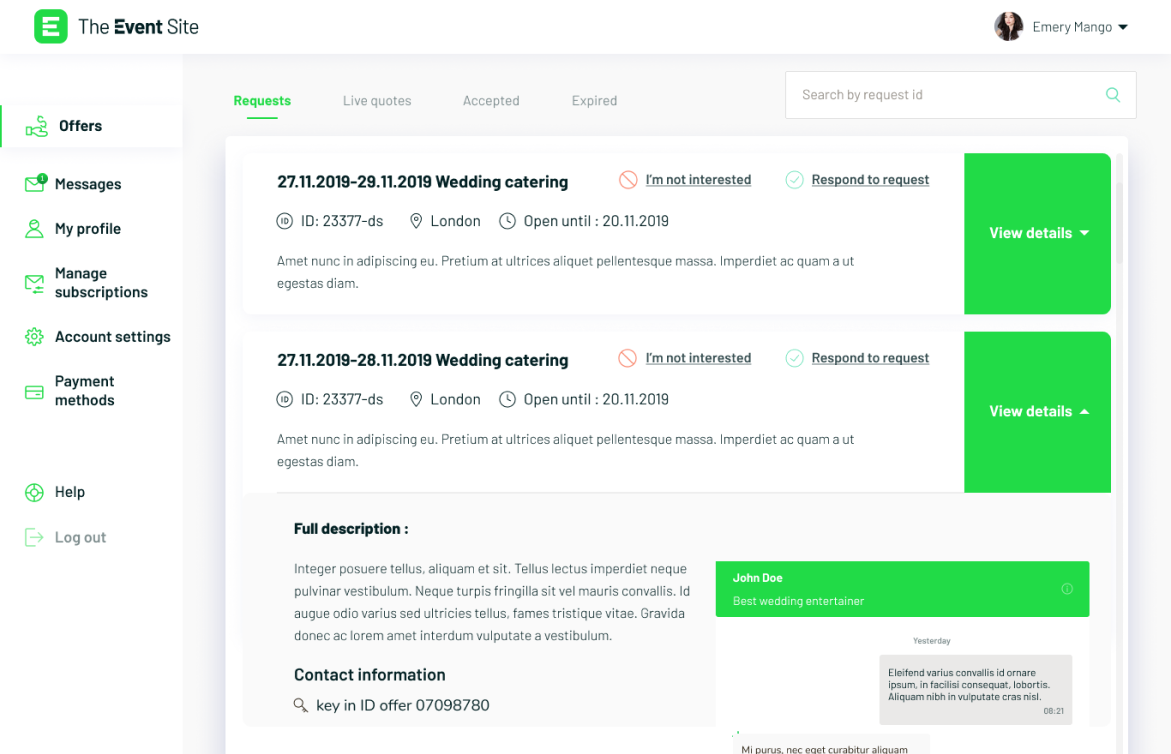 The Event Site
Emery Mango
Requests
Live quotes
Accepted
Expired
Search by request id
Offers
1
Messages
My profile
Manage
subscriptions
Account settings
Payment
methods
Help
Log out
27.11.2019-29.11.2019 Wedding catering
I'm not interested
Respond to request
ID: 23377-ds
London
Open until : 20.11.2019
Amet nunc in adipiscing eu. Pretium at ultrices aliquet pellentesque massa. Imperdiet ac quam a ut
egestas diam.
View details
27.11.2019-28.11.2019 Wedding catering
I'm not interested
Respond to request
ID: 23377-ds
London
Open until : 20.11.2019
Amet nunc in adipiscing eu. Pretium at ultrices aliquet pellentesque massa. Imperdiet ac quam a ut
egestas diam.
View details
Full description :
Integer posuere tellus, aliquam et sit. Tellus lectus imperdiet neque
pulvinar vestibulum. Neque turpis fringilla sit vel mauris convallis. Id
augue odio varius sed ultricies tellus, fames tristique vitae. Gravida
donec ac lorem amet interdum vulputate a vestibulum.
Contact information
key in ID offer 07098780
John Doe
Best wedding entertainer
Yesterday
Eleifend varius convallis id ornare
ipsum, in facilisi consequat, lobortis.
Aliquam nibh in vulputate cras nisl.
08:21
Mi purus, nec eget curabitur aliquam